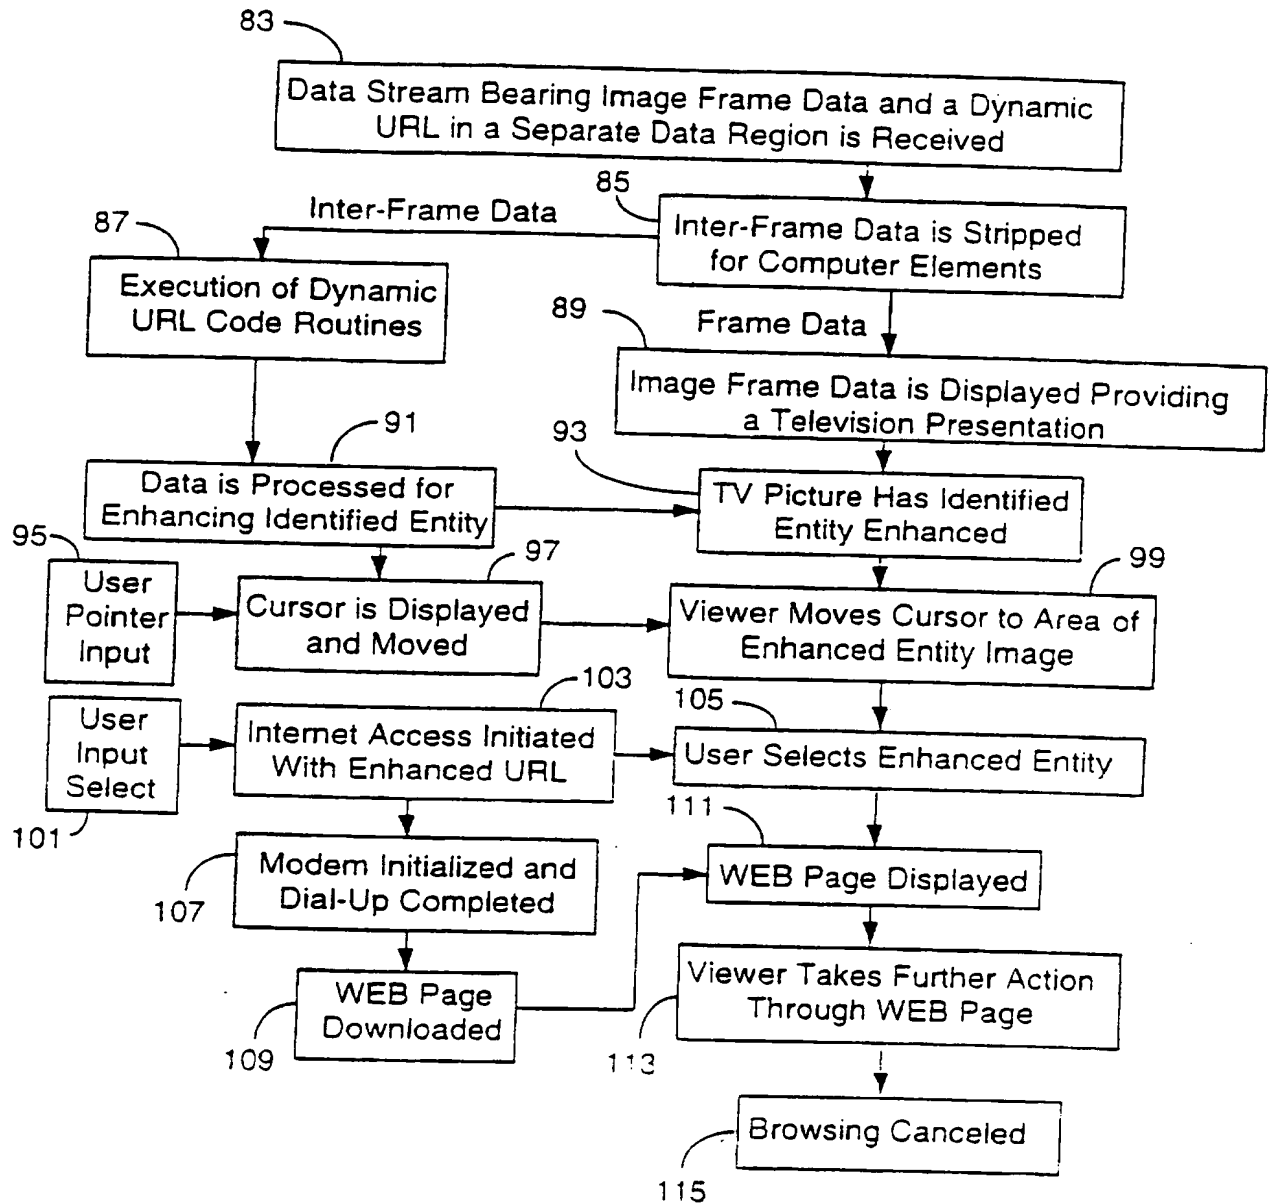 83
Data Stream Bearing Image Frame Data and a Dynamic
URL in a Separate Data Region is Received
85
Inter-Frame Data
87
Inter-Frame Data is Stripped
for Computer Elements
Execution of Dynamic
URL Code Routines
Frame Data
89
Image Frame Data is Displayed Providing
a Television Presentation
91
93
Data is Processed for
Enhancing Identified Entity
TV Picture Has Identified
Entity Enhanced
95
97
99
User
Pointer
Input
Cursor is Displayed
and Moved
Viewer Moves Cursor to Area of
Enhanced Entity Image
103
105
User
Input
Select
101
Internet Access Initiated
With Enhanced URL
User Selects Enhanced Entity
111
Modem Initialized and
Dial-Up Completed
107
WEB Page Displayed
WEB Page
Downloaded
109
Viewer Takes Further Action
Through WEB Page
113
Browsing Canceled
115